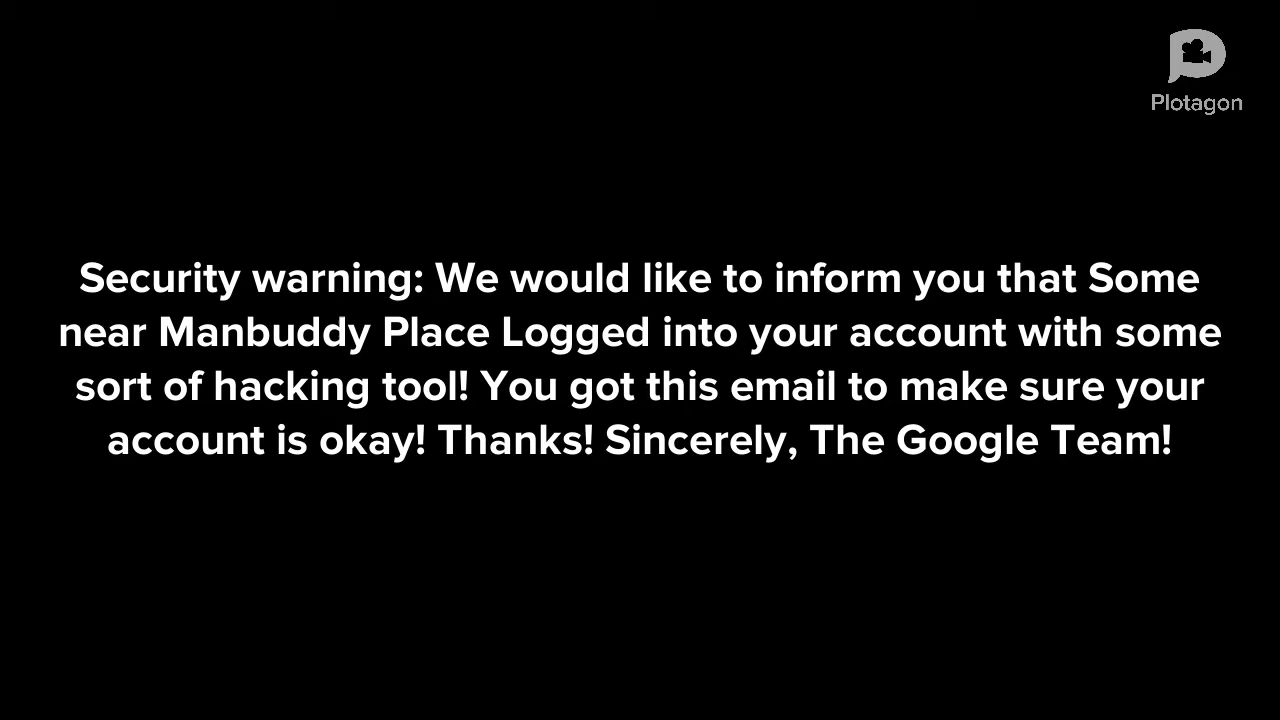 Plotagon
Security warning: We would like to inform you that Some
near Manbuddy Place Logged into your account with some
sort of hacking tool! You got this email to make sure your
account is okay! Thanks! Sincerely, The Google Team!